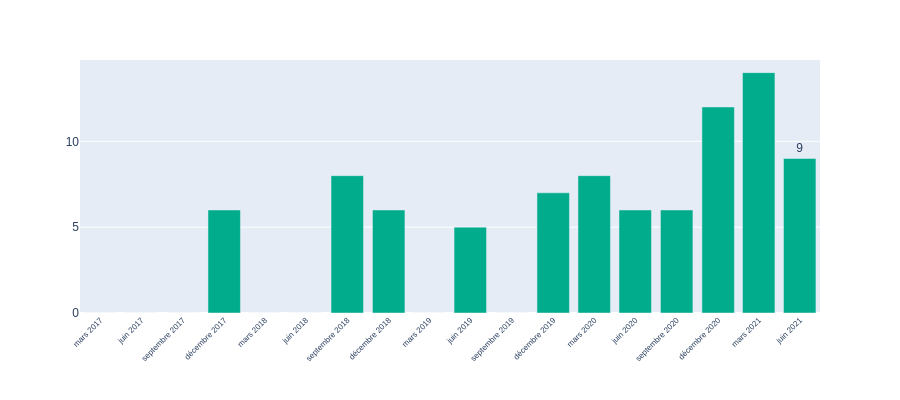 10
5
0
9
mars 2017
juin 2017
septembre 2017
décembre 2017
mars 2018
juin 2018
septembre 2018
décembre 2018
mars 2019
juin 2019
septembre 2019
décembre 2019
mars 2020
juin 2020
septembre 2020
décembre 2020
mars 2021
juin 2021